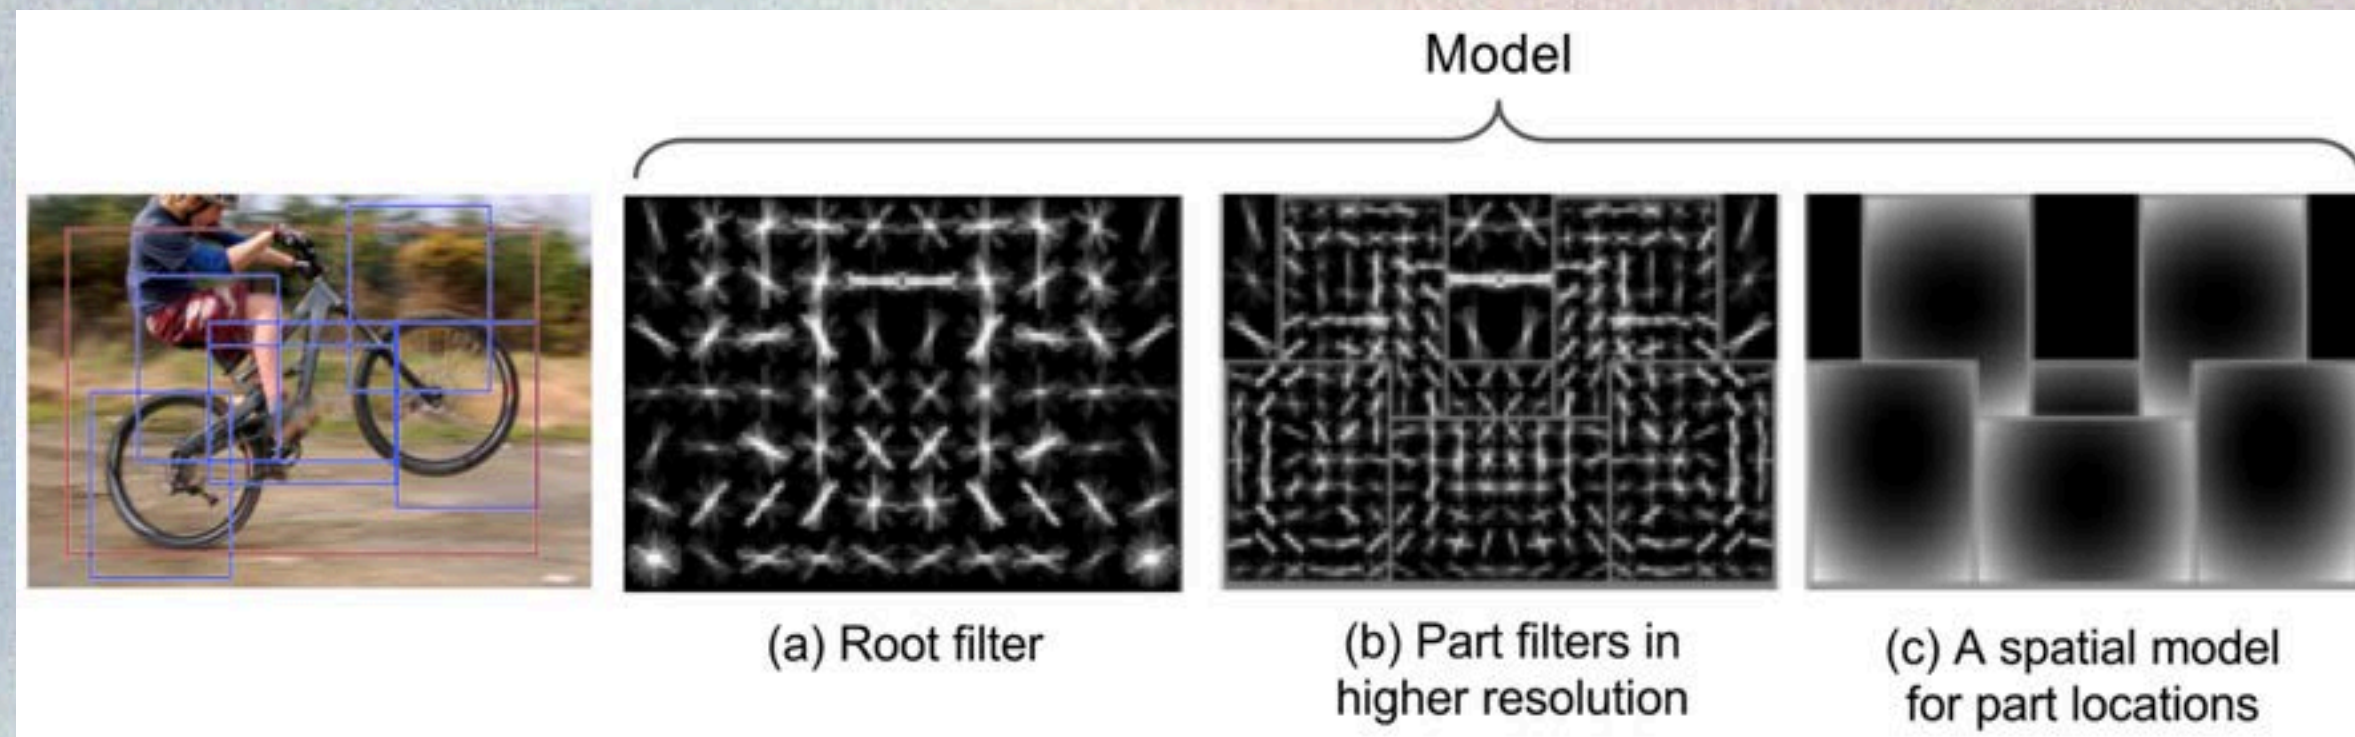 Model
(a) Root filter
(b) Part filters in
higher resolution
(c) A spatial model
for part locations